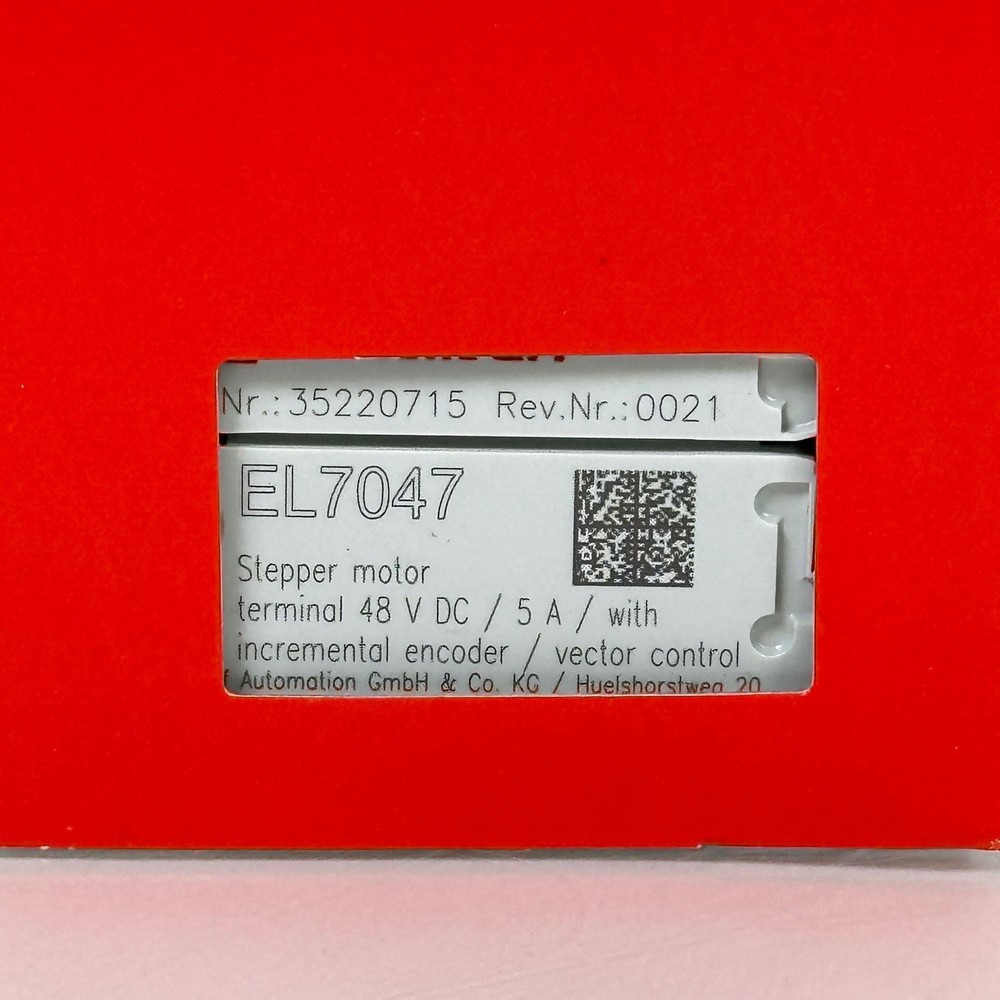 Nr.: 35220715 Rev.Nr.: 0021
EL7047
Stepper motor
terminal 48 V DC / 5 A / with
incremental encoder / vector control
f Automation GmbH & Co. KG / Huelshorstweg 20